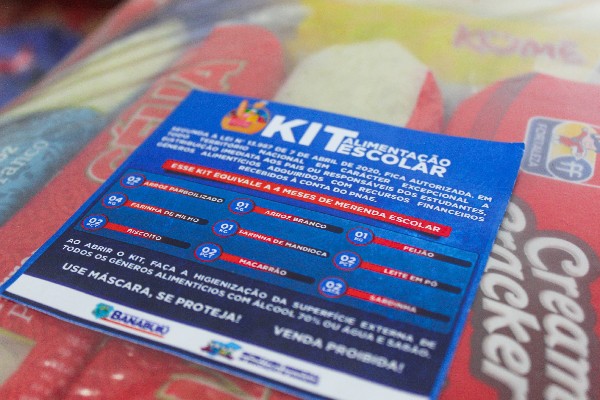 KIT ALIMENTAÇÃO
ESCOLAR
SEGUNDA À LEI Nº 13.987 DE 7 DE ABRIL DE 2020, FICA AUTORIZADA, EM
TODO TERRITÓRIO NACIONAL EM CARÁTER EXCEPCIONAL
DISTRIBUIÇÃO IMEDIATA AOS PAIS OU RESPONSÁVEIS DOS ESTUDANTES,
GÊNEROS ALIMENTÍCIOS ADQUIRIDOS COM RECURSOS FINANCEIROS
RECEBIDOS À CONTA DO PNAE.
ESSE KIT EQUIVALE A 4 MESES DE MERENDA ESCOLAR
02 ARROZ PARBOILIZADO
01 ARROZ BRANCO
01 FEIJÃO
04 FARINHA DE MILHO
01 FARINHA DE MANDIOCA
02 LEITE EM PÓ
02 BISCOITO
02 MACARRÃO
02 SARDINHA
AO ABRIR O KIT, FAÇA A HIGIENIZAÇÃO DA SUPERFÍCIE EXTERNA DE
TODOS OS GÊNEROS ALIMENTÍCIOS COM ÁLCOOL 70% OU ÁGUA E SABÃO.
USE MÁSCARA, SE PROTEJA!
VENDA PROIBIDA!
BANABUIÚ
KOME
FORTALEZA
Cream
Cracker